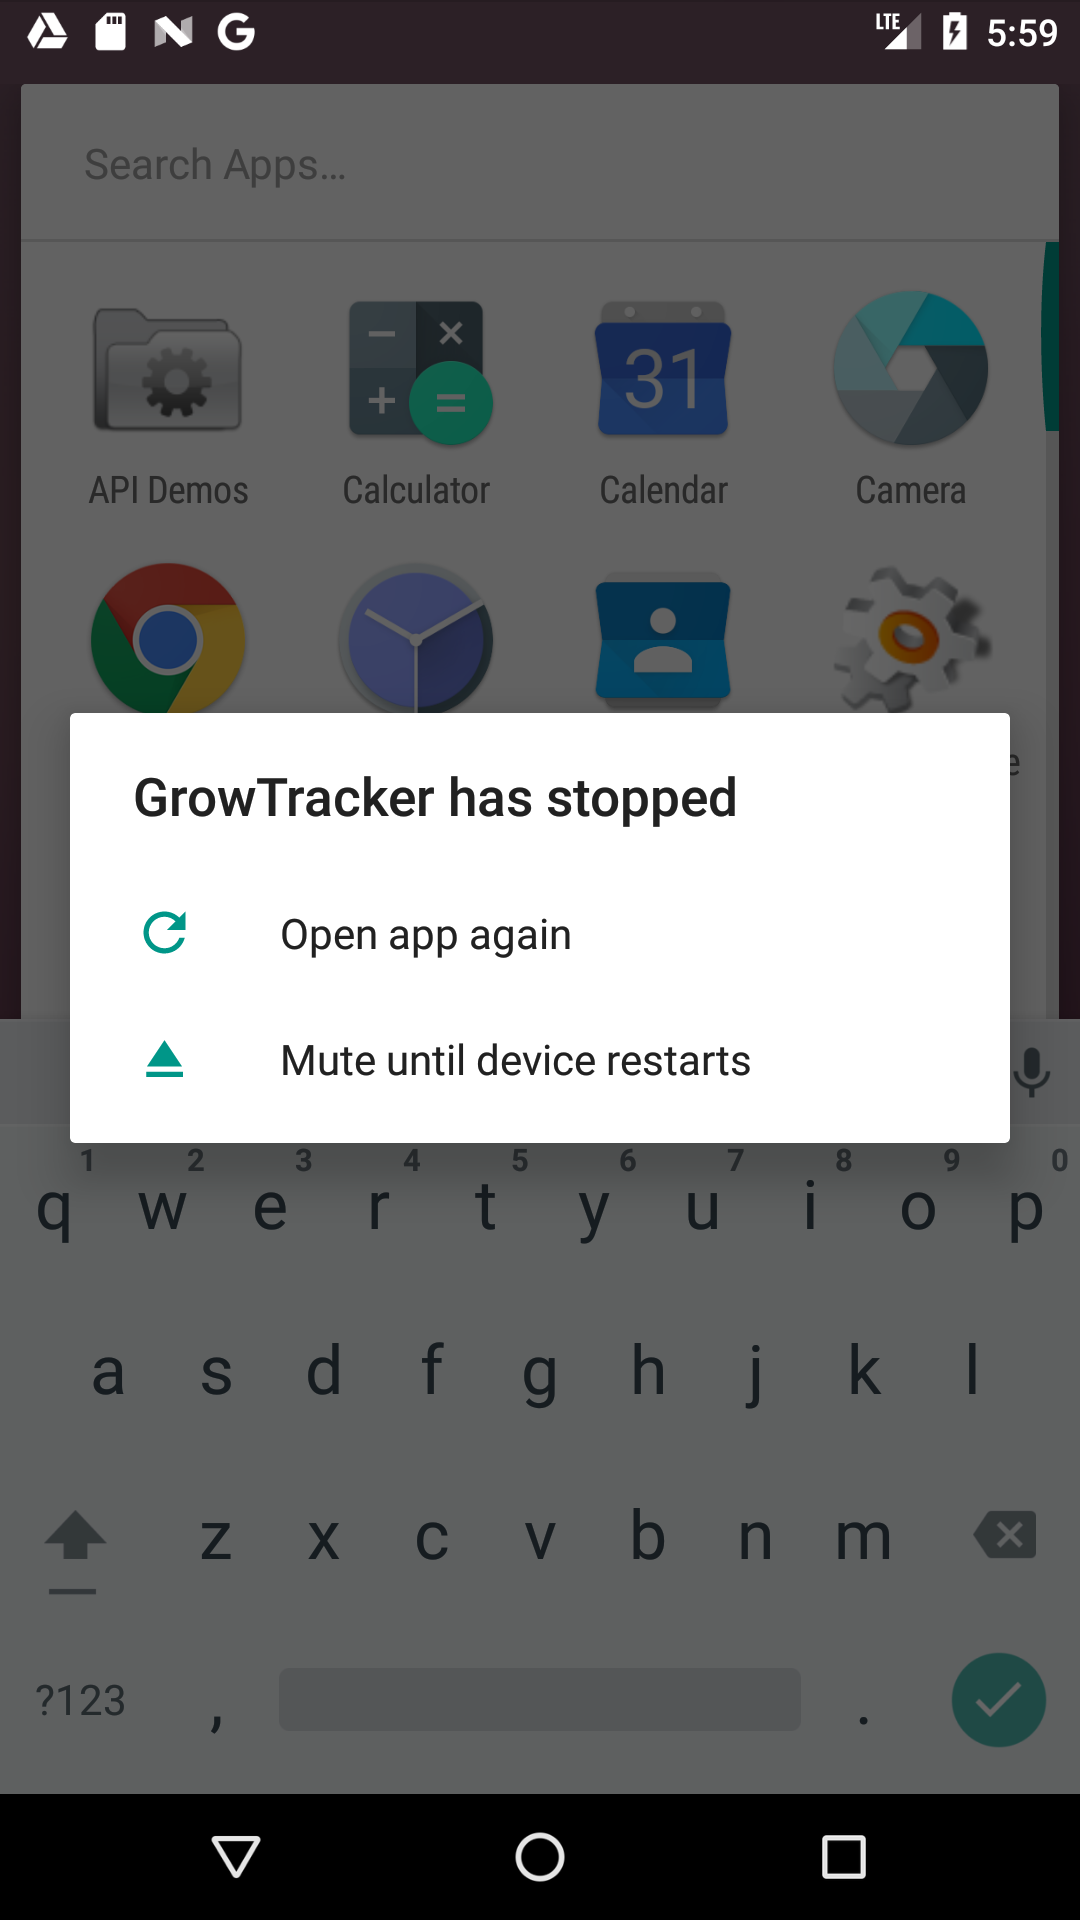 LTE 5:59
Search Apps...
31
API Demos Calculator Calendar Camera
e
GrowTracker has stopped
Open app again
Mute until device restarts
1 2 3 4 5 6 7 8 9 0
q w e r t y u i o p
a s d f g h j k l
z x c v b n m
?123 , .